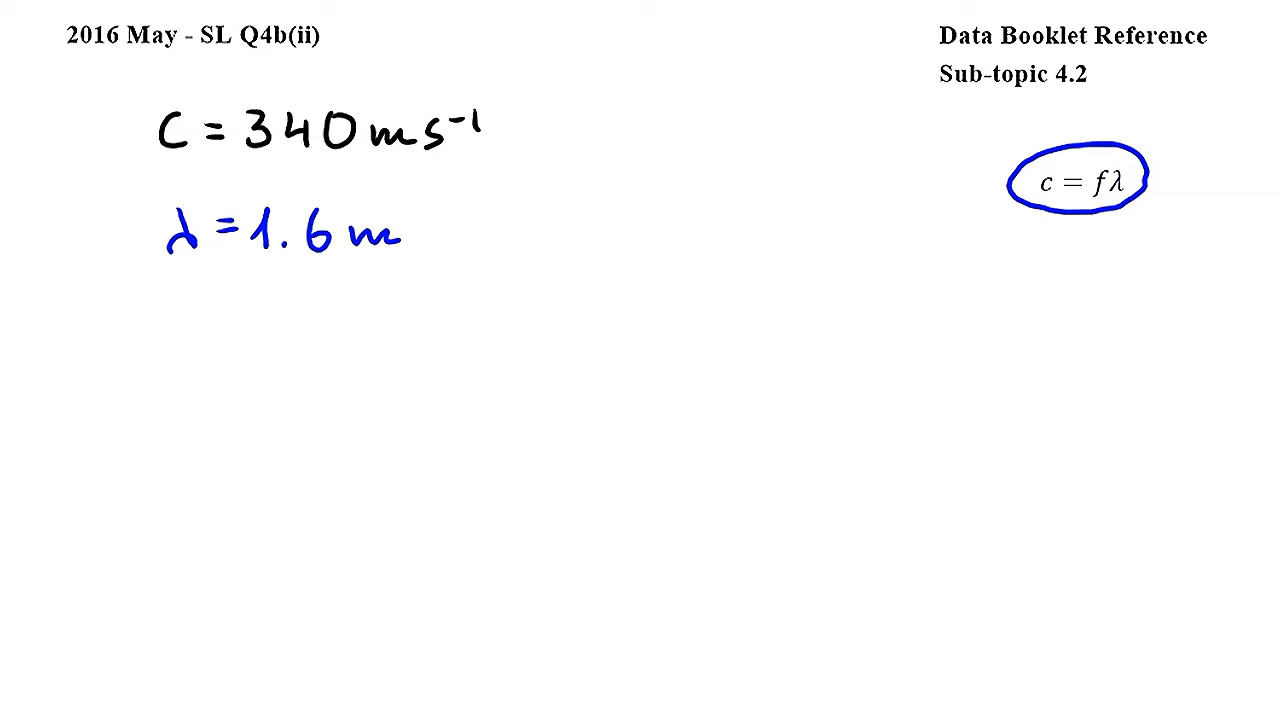 2016 May - SL Q4b(ii)
Data Booklet Reference
Sub-topic 4.2
C = 340 ms⁻¹
c = fλ
λ = 1.6 m